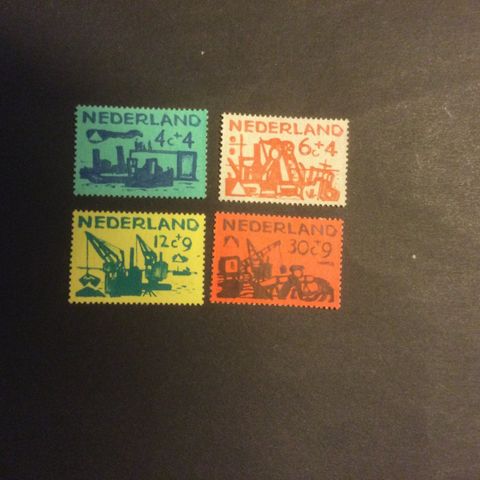 NEDERLAND
4c+4
NEDERLAND
6c+4
NEDERLAND
12c+9
NEDERLAND
30c+9